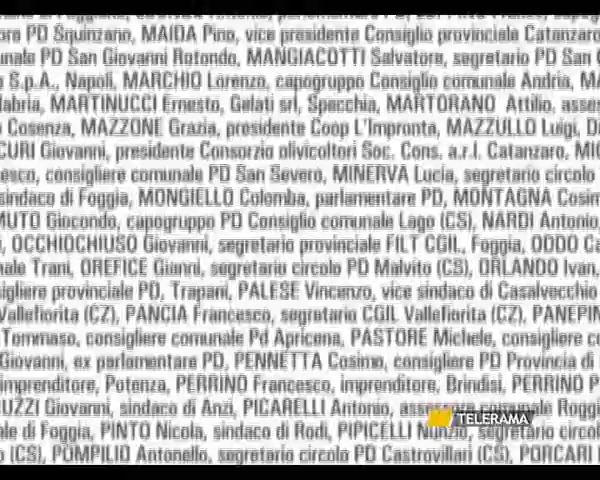 ore PD Squinzano, MAIDA Pino, vice presidente Consiglio provinciale Catanzaro
unale PD San Giovanni Rotondo, MANGIACOTTI Salvatore, segretario PD San
S.p.A., Napoli, MARCHIO Lorenzo, capogruppo Consiglio comunale Andria, MA
labria, MARTINUCCI Ernesto, Gelati srl, Specchia, MARTORANO Attilio, asses
Cosenza, MAZZONE Grazia, presidente Coop L'Impronta, MAZZULLO Luigi, D
CURI Giovanni, presidente Consorzio olivicoltori Soc. Cons. a.r.l. Catanzaro, MIC
esco, consigliere comunale PD San Severo, MINERVA Lucia, segretario circolo
sindaco di Foggia, MONGIELLO Colomba, parlamentare PD, MONTAGNA Cosim
MUTO Giocondo, capogruppo PD Consiglio comunale Lago (CS), NARDI Antonio,
, OCCHIOCHIUSO Giovanni, segretario provinciale FILT CGIL, Foggia, ODDO Ca
nale Trani, OREFICE Gianni, segretario circolo PD Malvito (CS), ORLANDO Ivan,
sigliere provinciale PD, Trapani, PALESE Vincenzo, vice sindaco di Casalvecchio
Vallefiorita (CZ), PANCIA Francesco, segretario CGIL Vallefiorita (CZ), PANEPIN
Tommaso, consigliere comunale Pd Apricena, PASTORE Michele, consigliere co
Giovanni, ex parlamentare PD, PENNETTA Cosimo, consigliere PD Provincia di
imprenditore, Potenza, PERRINO Francesco, imprenditore, Brindisi, PERRINO P
UZZI Giovanni, sindaco di Anzi, PICARELLI Antonio, assessore comunale Roggi
ale di Foggia, PINTO Nicola, sindaco di Rodi, PIPICELLI Nunzio, segretario circol
o (CS), POMPILIO Antonello, segretario circolo PD Castrovillari (CS), PORCARI
TELERAMA